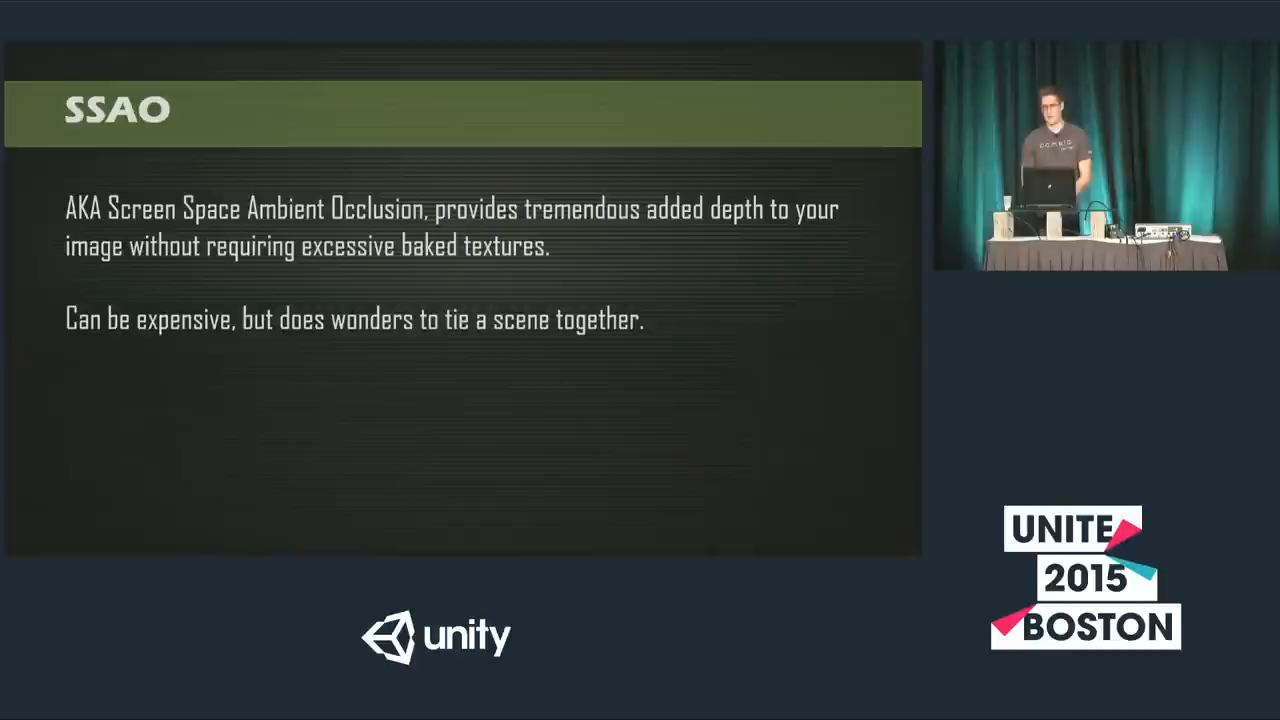 SSAO
AKA Screen Space Ambient Occlusion, provides tremendous added depth to your
image without requiring excessive baked textures.
Can be expensive, but does wonders to tie a scene together.
UNITE
2015
BOSTON
unity